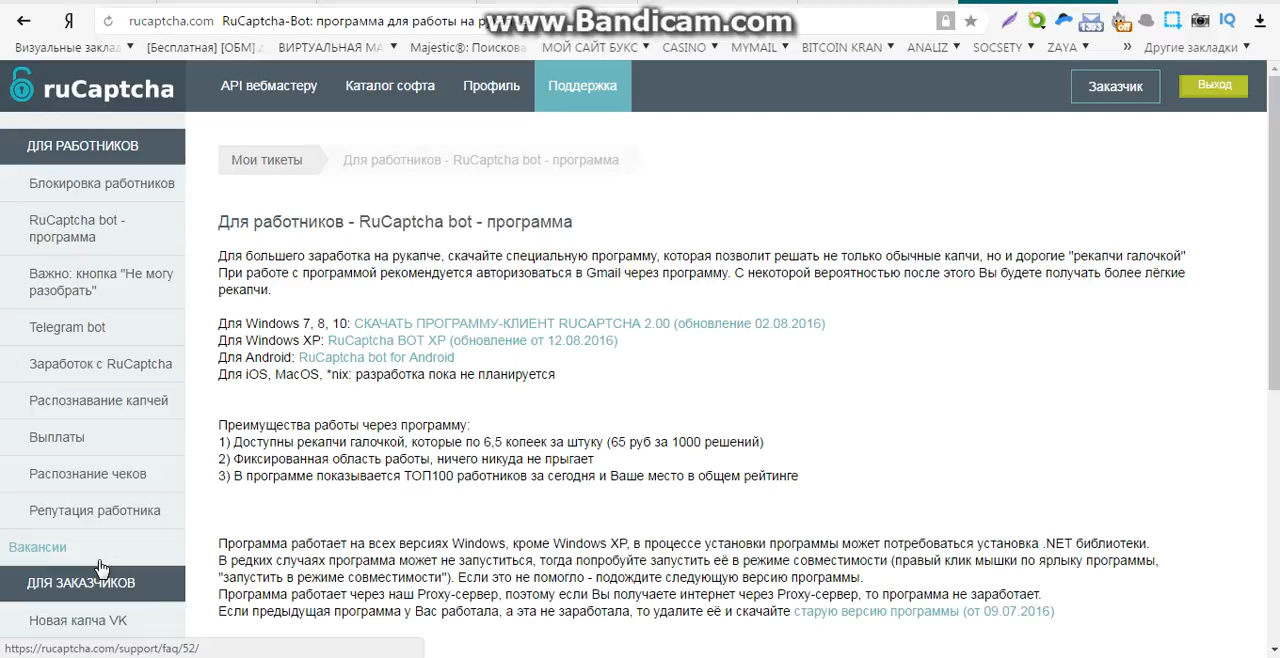 rucaptcha.com RuCaptcha-Bot: программа для работы на р
www.Bandicam.com
1393
off
IQ
Визуальные заклад
[Бесплатная] [ОБМ]
ВИРТУАЛЬНАЯ МА
Majestic®: Поискова
МОЙ САЙТ БУКС
CASINO
MYMAIL
BITCOIN KRAN
ANALIZ
SOCSETY
ZAYA
»
Другие закладки
ruCaptcha
API вебмастеру
Каталог софта
Профиль
Поддержка
Заказчик
Выход
ДЛЯ РАБОТНИКОВ
Блокировка работников
RuCaptcha bot -
программа
Важно: кнопка "Не могу
разобрать"
Telegram bot
Заработок с RuCaptcha
Распознавание капчей
Выплаты
Распознание чеков
Репутация работника
Вакансии
ДЛЯ ЗАКАЗЧИКОВ
Новая капча VK
Мои тикеты
Для работников - RuCaptcha bot - программа
Для работников - RuCaptcha bot - программа
Для большего заработка на рукапче, скачайте специальную программу, которая позволит решать не только обычные капчи, но и дорогие "рекапчи галочкой"
При работе с программой рекомендуется авторизоваться в Gmail через программу. С некоторой вероятностью после этого Вы будете получать более лёгкие
рекапчи.
Для Windows 7, 8, 10: СКАЧАТЬ ПРОГРАММУ-КЛИЕНТ RUCAPTCHA 2.00 (обновление 02.08.2016)
Для Windows XP: RuCaptcha BOT XP (обновление от 12.08.2016)
Для Android: RuCaptcha bot for Android
Для iOS, MacOS, *nix: разработка пока не планируется
Преимущества работы через программу:
1) Доступны рекапчи галочкой, которые по 6,5 копеек за штуку (65 руб за 1000 решений)
2) Фиксированная область работы, ничего никуда не прыгает
3) В программе показывается ТОП100 работников за сегодня и Ваше место в общем рейтинге
Программа работает на всех версиях Windows, кроме Windows XP, в процессе установки программы может потребоваться установка .NET библиотеки.
В редких случаях программа может не запуститься, тогда попробуйте запустить её в режиме совместимости (правый клик мышки по ярлыку программы,
"запустить в режиме совместимости"). Если это не помогло - подождите следующую версию программы.
Программа работает через наш Proxy-сервер, поэтому если Вы получаете интернет через Proxy-сервер, то программа не заработает.
Если предыдущая программа у Вас работала, а эта не заработала, то удалите её и скачайте старую версию программы (от 09.07.2016)
https://rucaptcha.com/support/faq/52/